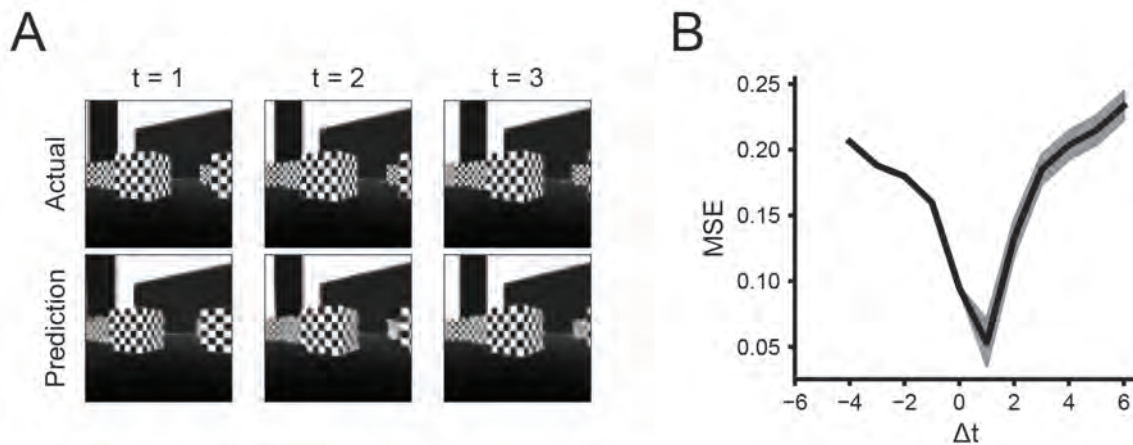 A
t = 1
t = 2
t = 3
Actual
Prediction
B
0.25
0.20
0.15
0.10
0.05
MSE
−6
−4
−2
0
2
4
6
Δt